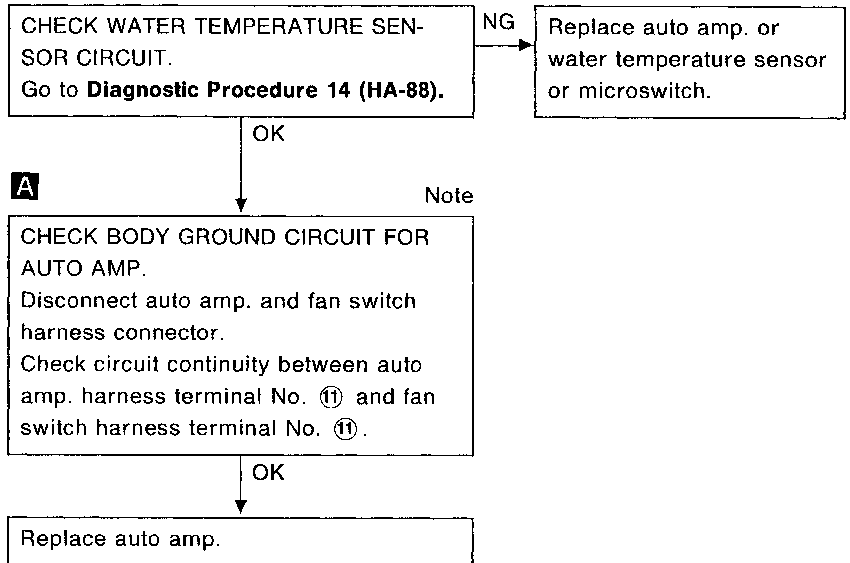 CHECK WATER TEMPERATURE SEN-
SOR CIRCUIT.
Go to Diagnostic Procedure 14 (HA-88).
NG
Replace auto amp. or
water temperature sensor
or microswitch.
OK
A
Note
CHECK BODY GROUND CIRCUIT FOR
AUTO AMP.
Disconnect auto amp. and fan switch
harness connector.
Check circuit continuity between auto
amp. harness terminal No. ⑪ and fan
switch harness terminal No. ⑪.
OK
Replace auto amp.